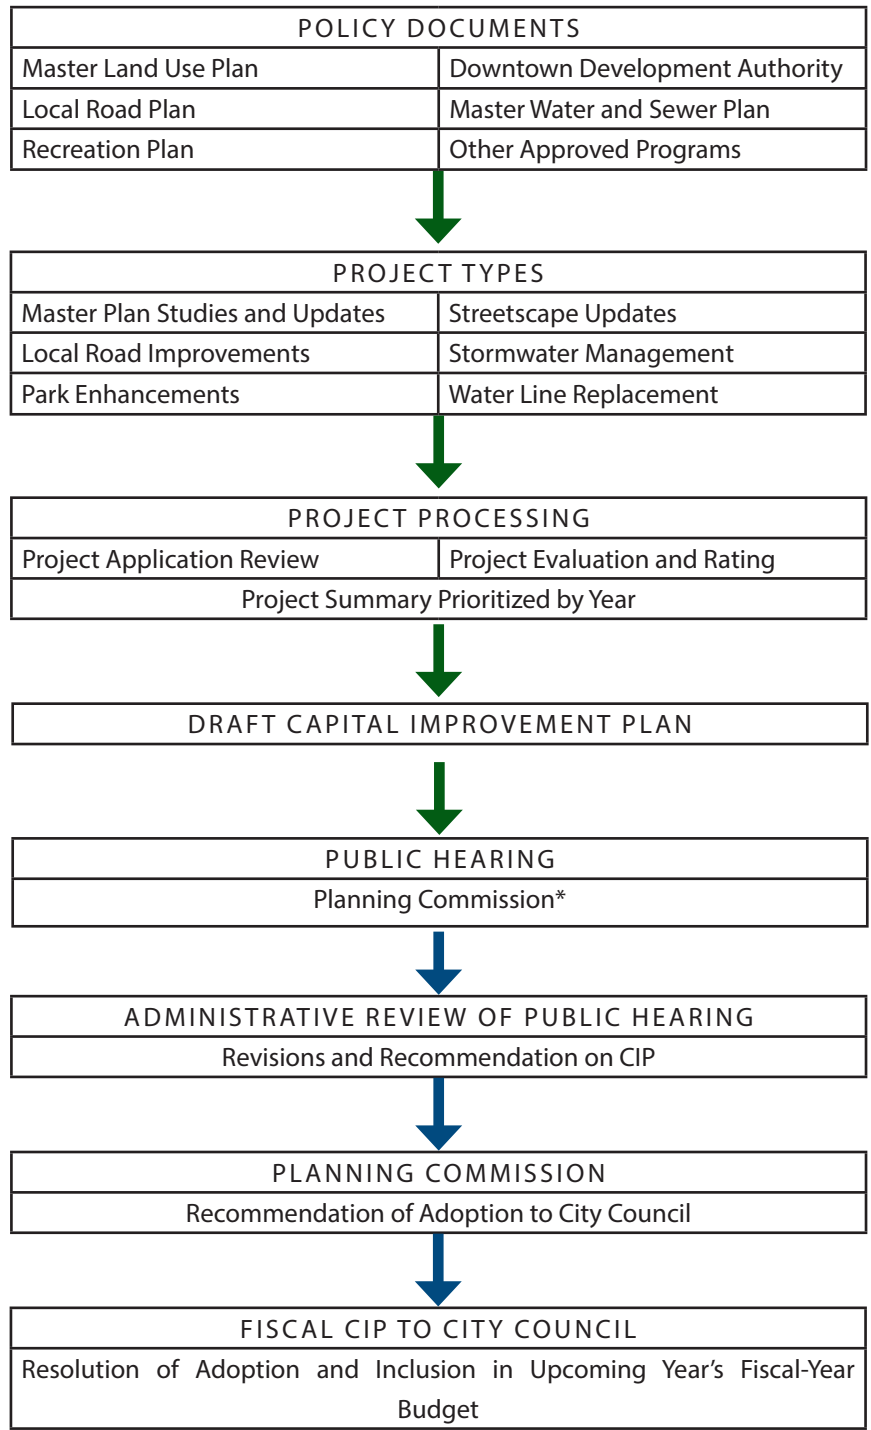 POLICY DOCUMENTS
Master Land Use Plan
Downtown Development Authority
Local Road Plan
Master Water and Sewer Plan
Recreation Plan
Other Approved Programs
PROJECT TYPES
Master Plan Studies and Updates
Streetscape Updates
Local Road Improvements
Stormwater Management
Park Enhancements
Water Line Replacement
PROJECT PROCESSING
Project Application Review
Project Evaluation and Rating
Project Summary Prioritized by Year
DRAFT CAPITAL IMPROVEMENT PLAN
PUBLIC HEARING
Planning Commission*
ADMINISTRATIVE REVIEW OF PUBLIC HEARING
Revisions and Recommendation on CIP
PLANNING COMMISSION
Recommendation of Adoption to City Council
FISCAL CIP TO CITY COUNCIL
Resolution of Adoption and Inclusion in Upcoming Year's Fiscal-Year
Budget